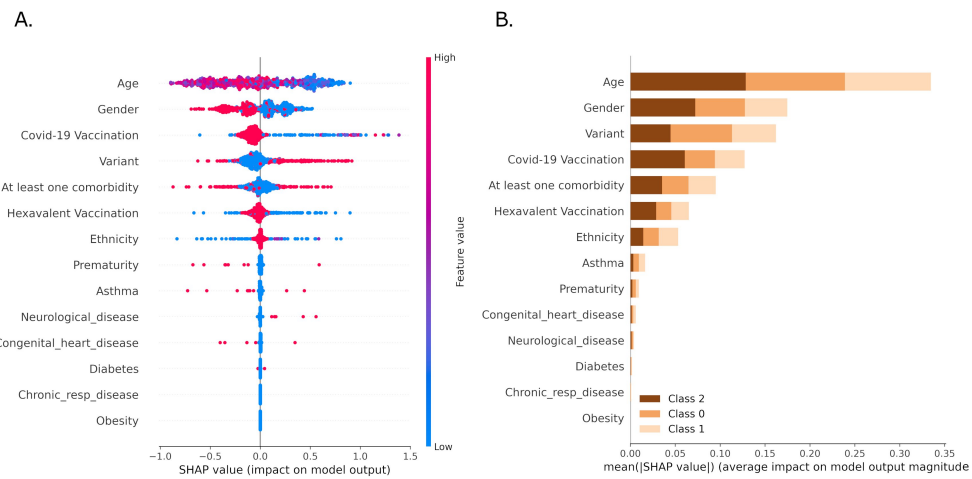 A.
Age
Gender
Covid-19 Vaccination
Variant
At least one comorbidity
Hexavalent Vaccination
Ethnicity
Prematurity
Asthma
Neurological_disease
Congenital_heart_disease
Diabetes
Chronic_resp_disease
Obesity
−1.0 −0.5 0.0 0.5 1.0 1.5
SHAP value (impact on model output)
High
Feature value
Low
B.
Age
Gender
Variant
Covid-19 Vaccination
At least one comorbidity
Hexavalent Vaccination
Ethnicity
Asthma
Prematurity
Congenital_heart_disease
Neurological_disease
Diabetes
Chronic_resp_disease
Obesity
Class 2
Class 0
Class 1
0.00 0.05 0.10 0.15 0.20 0.25 0.30 0.35
mean(|SHAP value|) (average impact on model output magnitude